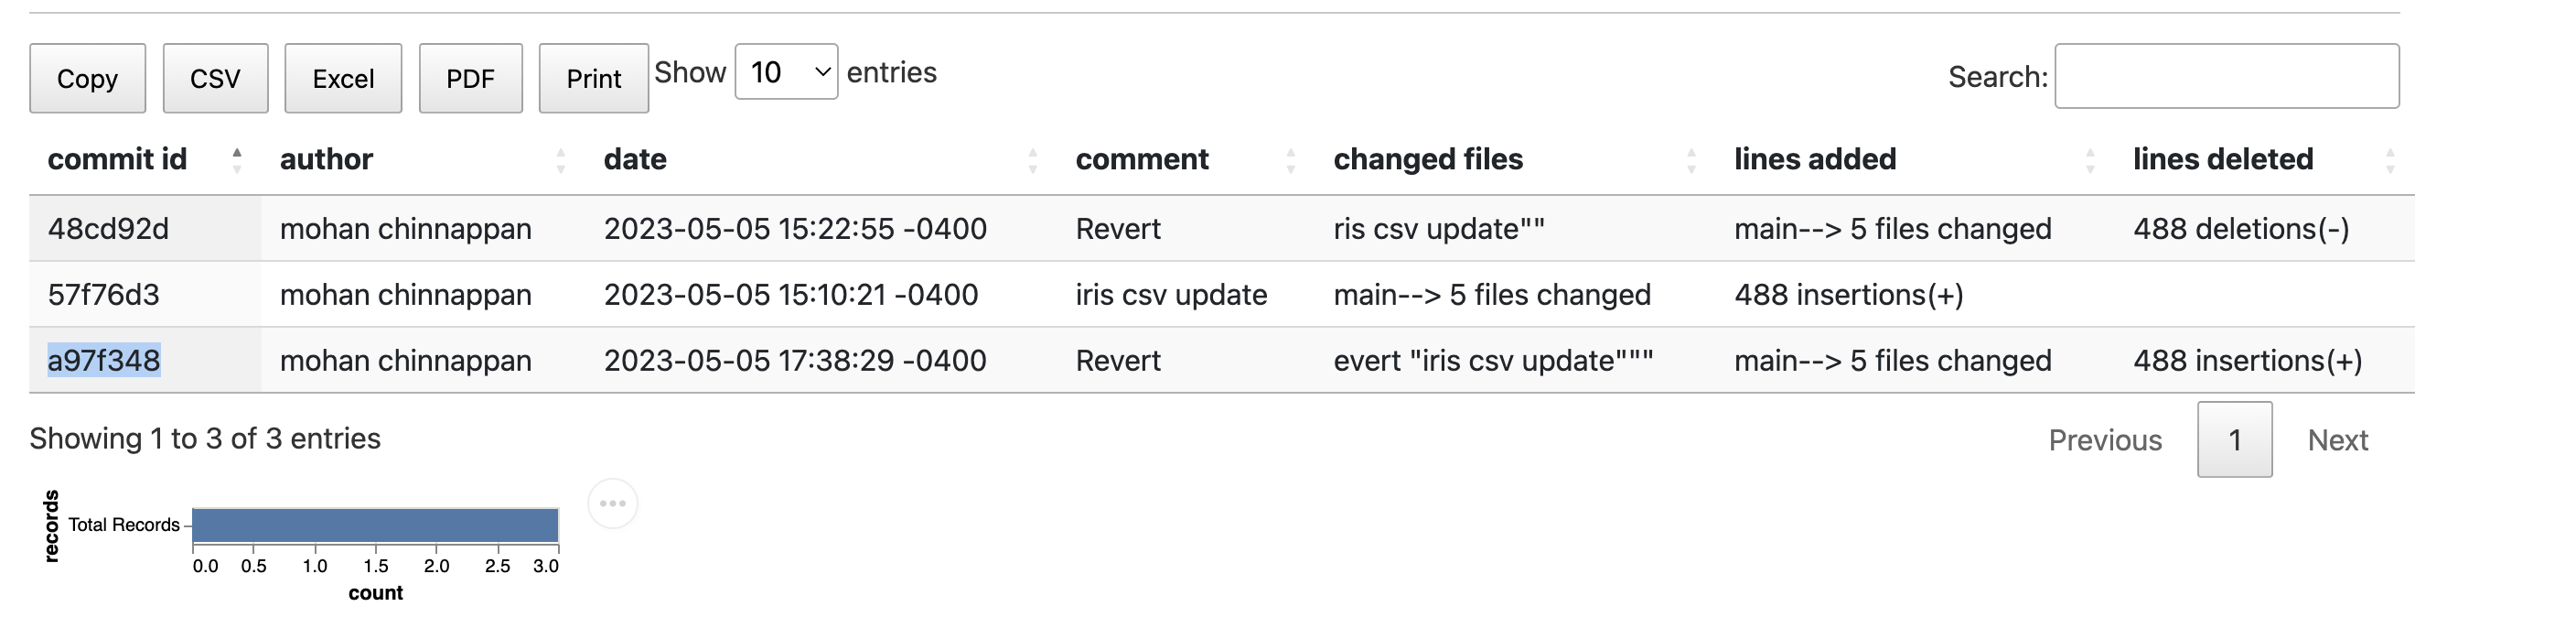 Copy CSV Excel PDF Print Show 10 entries Search:
commit id author date comment changed files lines added lines deleted
48cd92d mohan chinnappan 2023-05-05 15:22:55 -0400 Revert ris csv update"" main--> 5 files changed 488 deletions(-)
57f76d3 mohan chinnappan 2023-05-05 15:10:21 -0400 iris csv update main--> 5 files changed 488 insertions(+)
a97f348 mohan chinnappan 2023-05-05 17:38:29 -0400 Revert evert "iris csv update""" main--> 5 files changed 488 insertions(+)
Showing 1 to 3 of 3 entries Previous 1 Next
records
Total Records
0.0 0.5 1.0 1.5 2.0 2.5 3.0
count